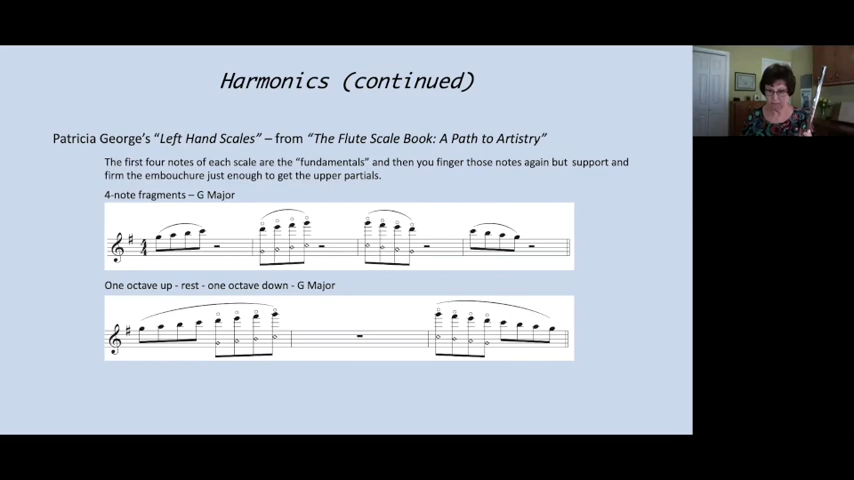 Harmonics (continued)
Patricia George's "Left Hand Scales" – from "The Flute Scale Book: A Path to Artistry"
The first four notes of each scale are the "fundamentals" and then you finger those notes again but support and
firm the embouchure just enough to get the upper partials.
4-note fragments – G Major
One octave up - rest - one octave down - G Major